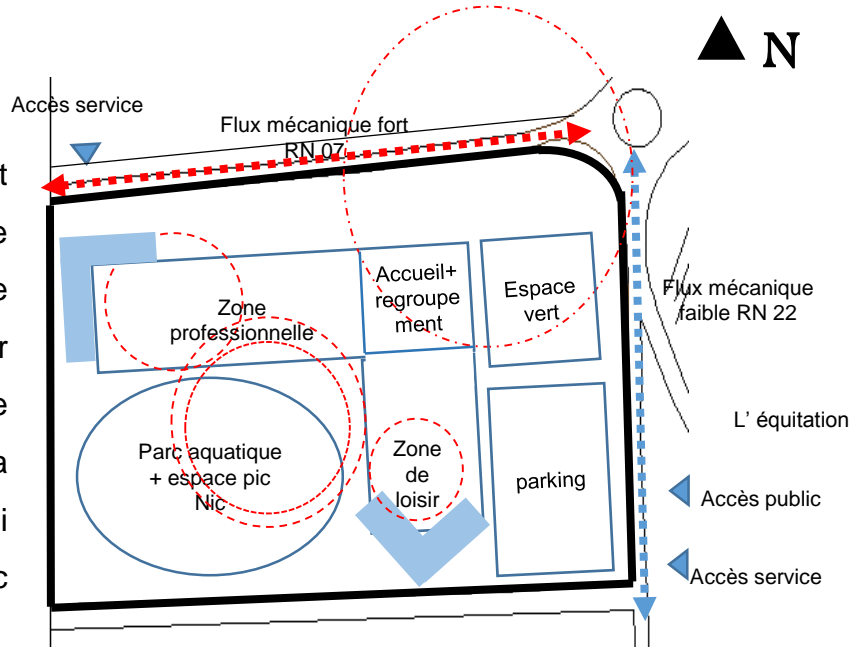 N
Accès service
Flux mécanique fort
RN 07
t
e
e
r
e
a
i
c
Zone
professionnelle
Accueil+
regroupe
ment
Espace
vert
Flux mécanique
faible RN 22
Parc aquatique
+ espace pic
Nic
Zone
de
loisir
parking
L' équitation
Accès public
Accès service